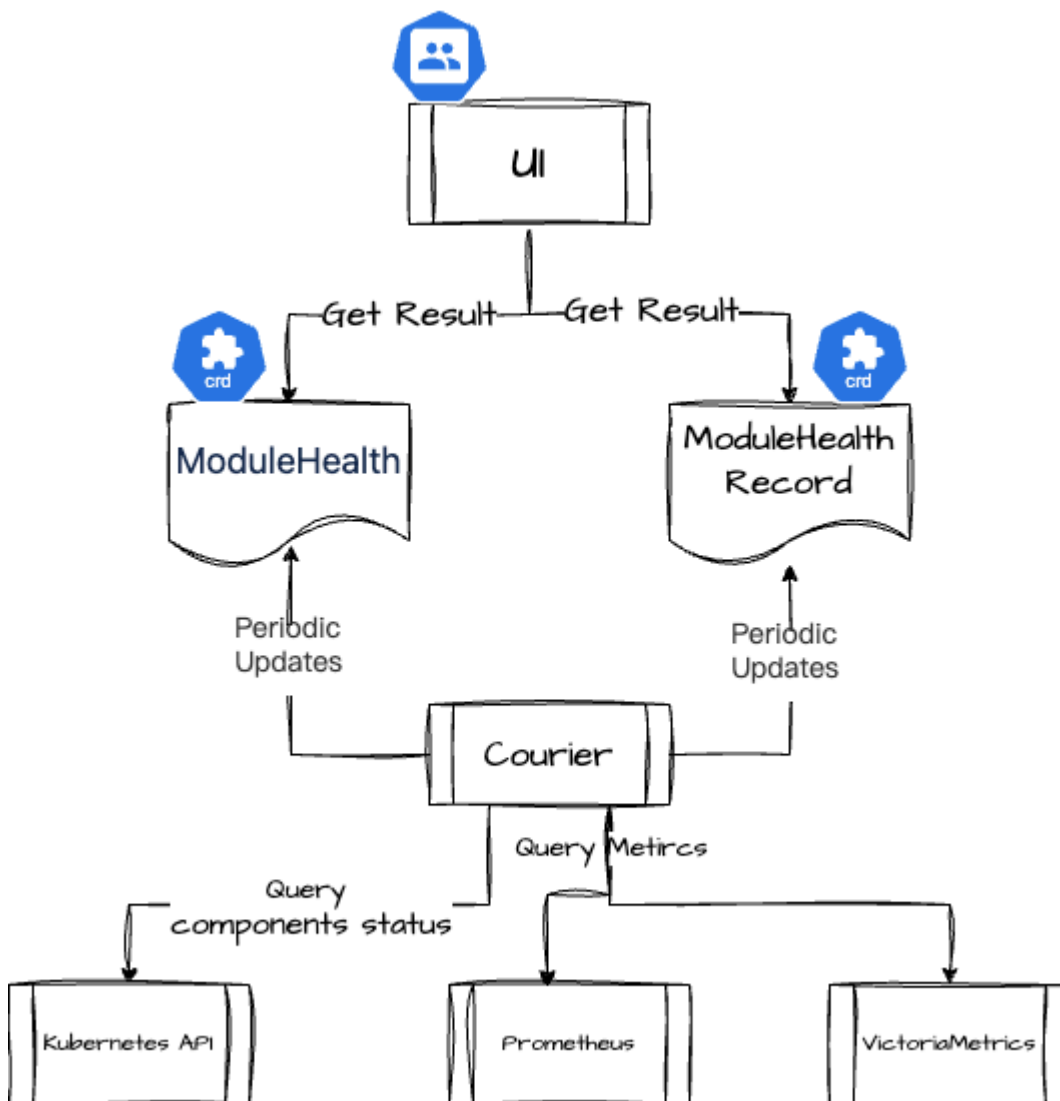 UI
Get Result
Get Result
crd
crd
ModuleHealth
ModuleHealth
Record
Periodic
Updates
Periodic
Updates
Courier
Query Metircs
Query
components status
Kubernetes API
Prometheus
VictoriaMetrics